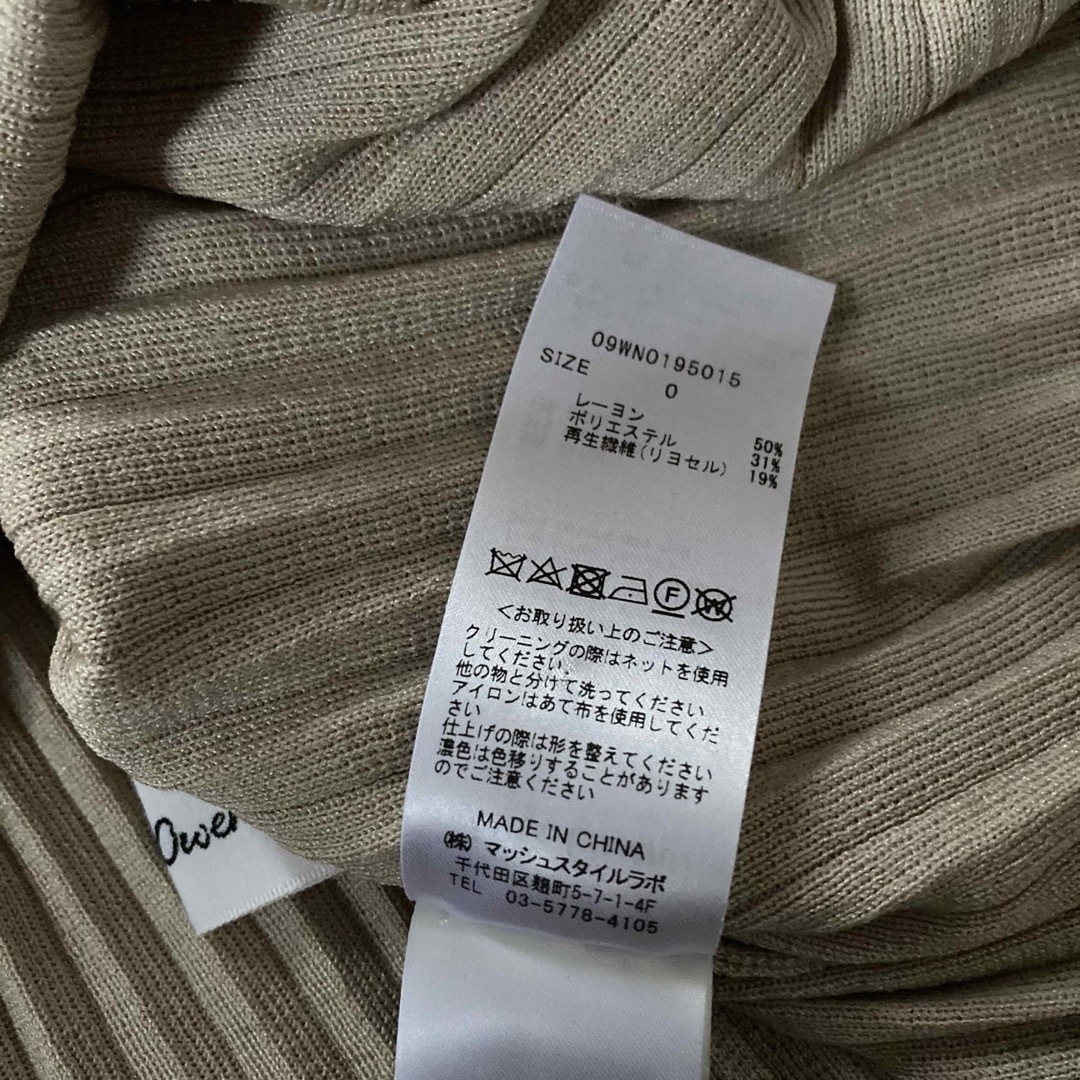 09WN0195015
SIZE 0
レーヨン 50%
ポリエステル 31%
再生繊維(リヨセル) 19%
F
W
<お取り扱い上のご注意>
クリーニングの際はネットを使用
してください.
他の物と分けて洗ってください.
アイロンはあて布を使用してくだ
さい
仕上げの際は形を整えてください
濃色は色移りすることがあります
のでご注意ください
MADE IN CHINA
(株) マッシュスタイルラボ
千代田区麹町5-7-1-4F
TEL 03-5778-4105